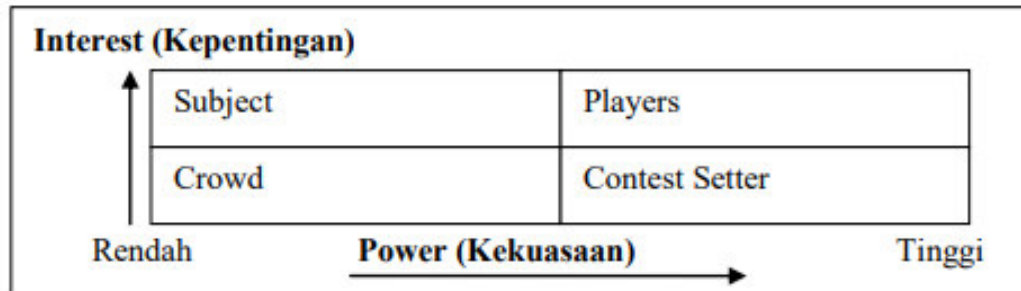 Interest (Kepentingan)
Subject Players
Crowd Contest Setter
Rendah Power (Kekuasaan) Tinggi